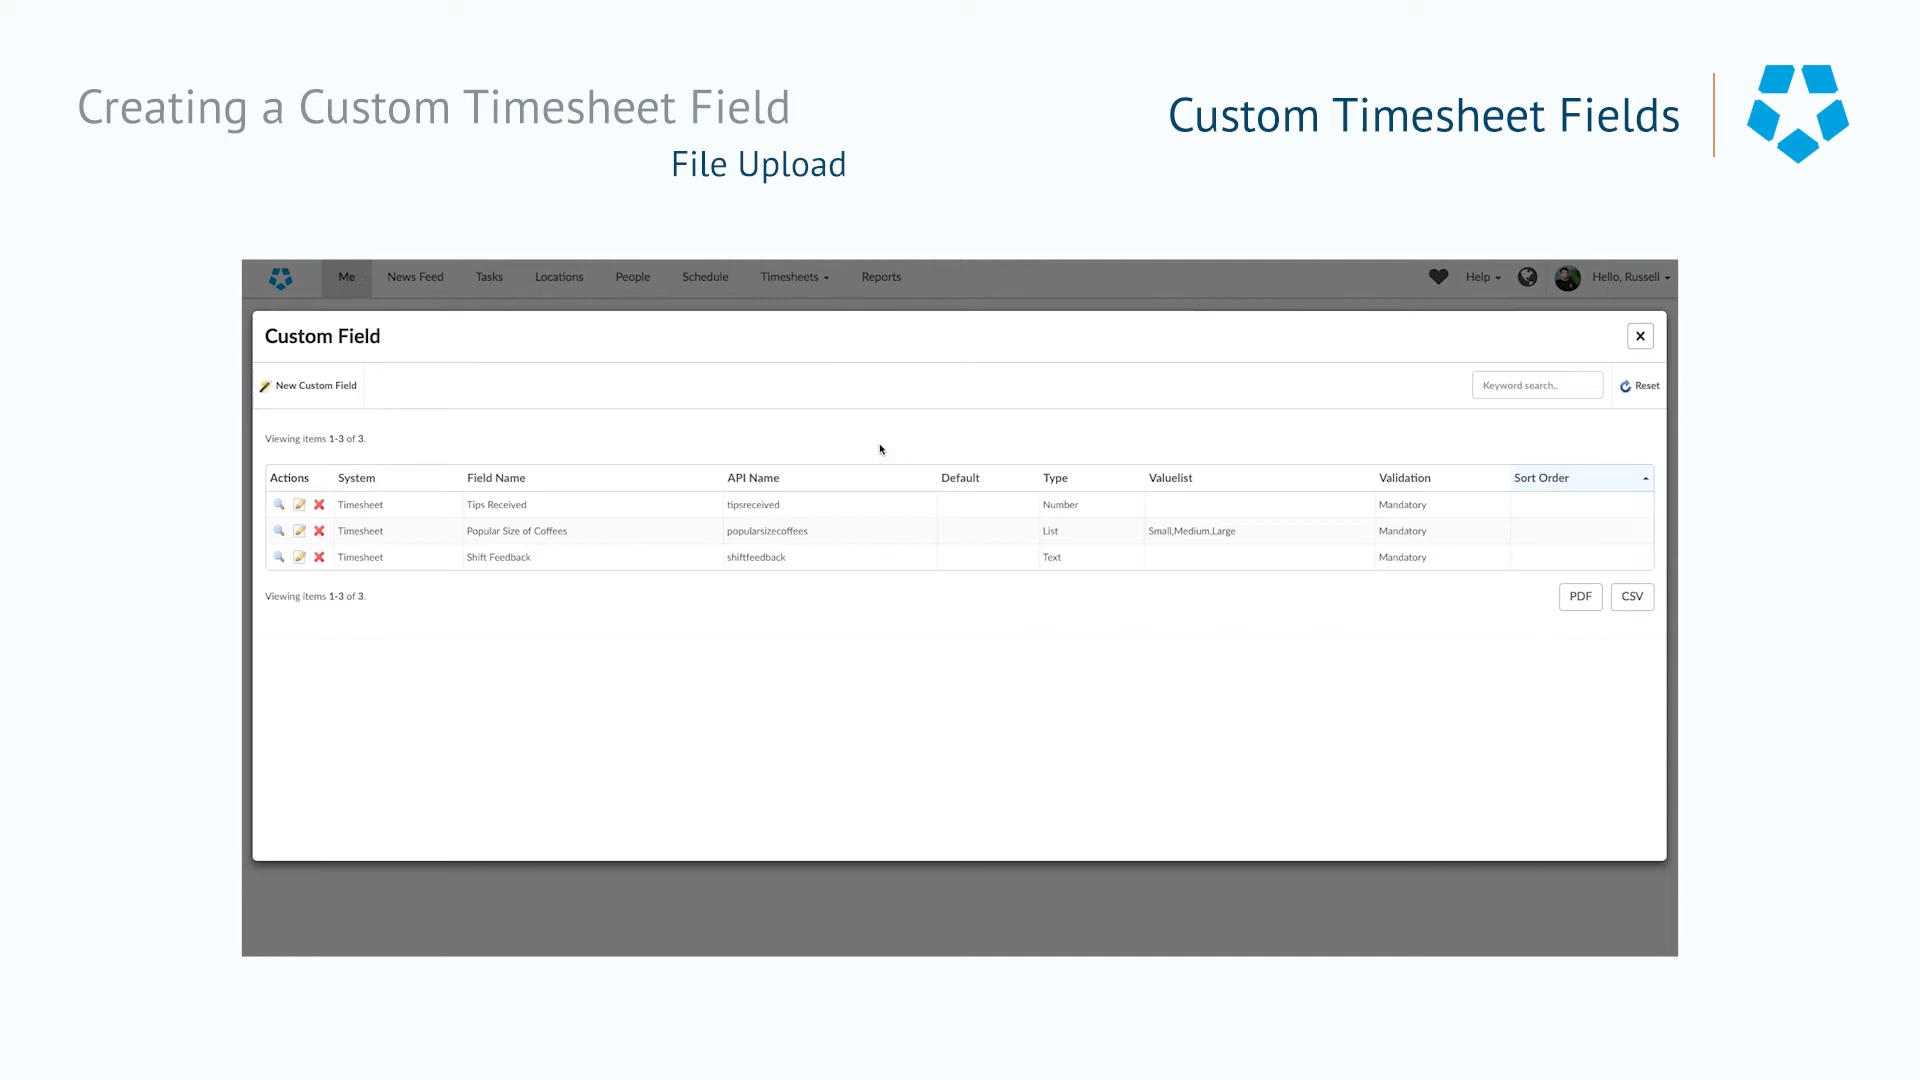 Creating a Custom Timesheet Field
File Upload
Custom Timesheet Fields
Me News Feed Tasks Locations People Schedule Timesheets Reports Help Hello, Russell
Custom Field x
New Custom Field Keyword search.. Reset
Viewing items 1-3 of 3.
Actions System Field Name API Name Default Type Valuelist Validation Sort Order
Timesheet Tips Received tipsreceived Number Mandatory
Timesheet Popular Size of Coffees popularsizecoffees List Small,Medium,Large Mandatory
Timesheet Shift Feedback shiftfeedback Text Mandatory
Viewing items 1-3 of 3. PDF CSV